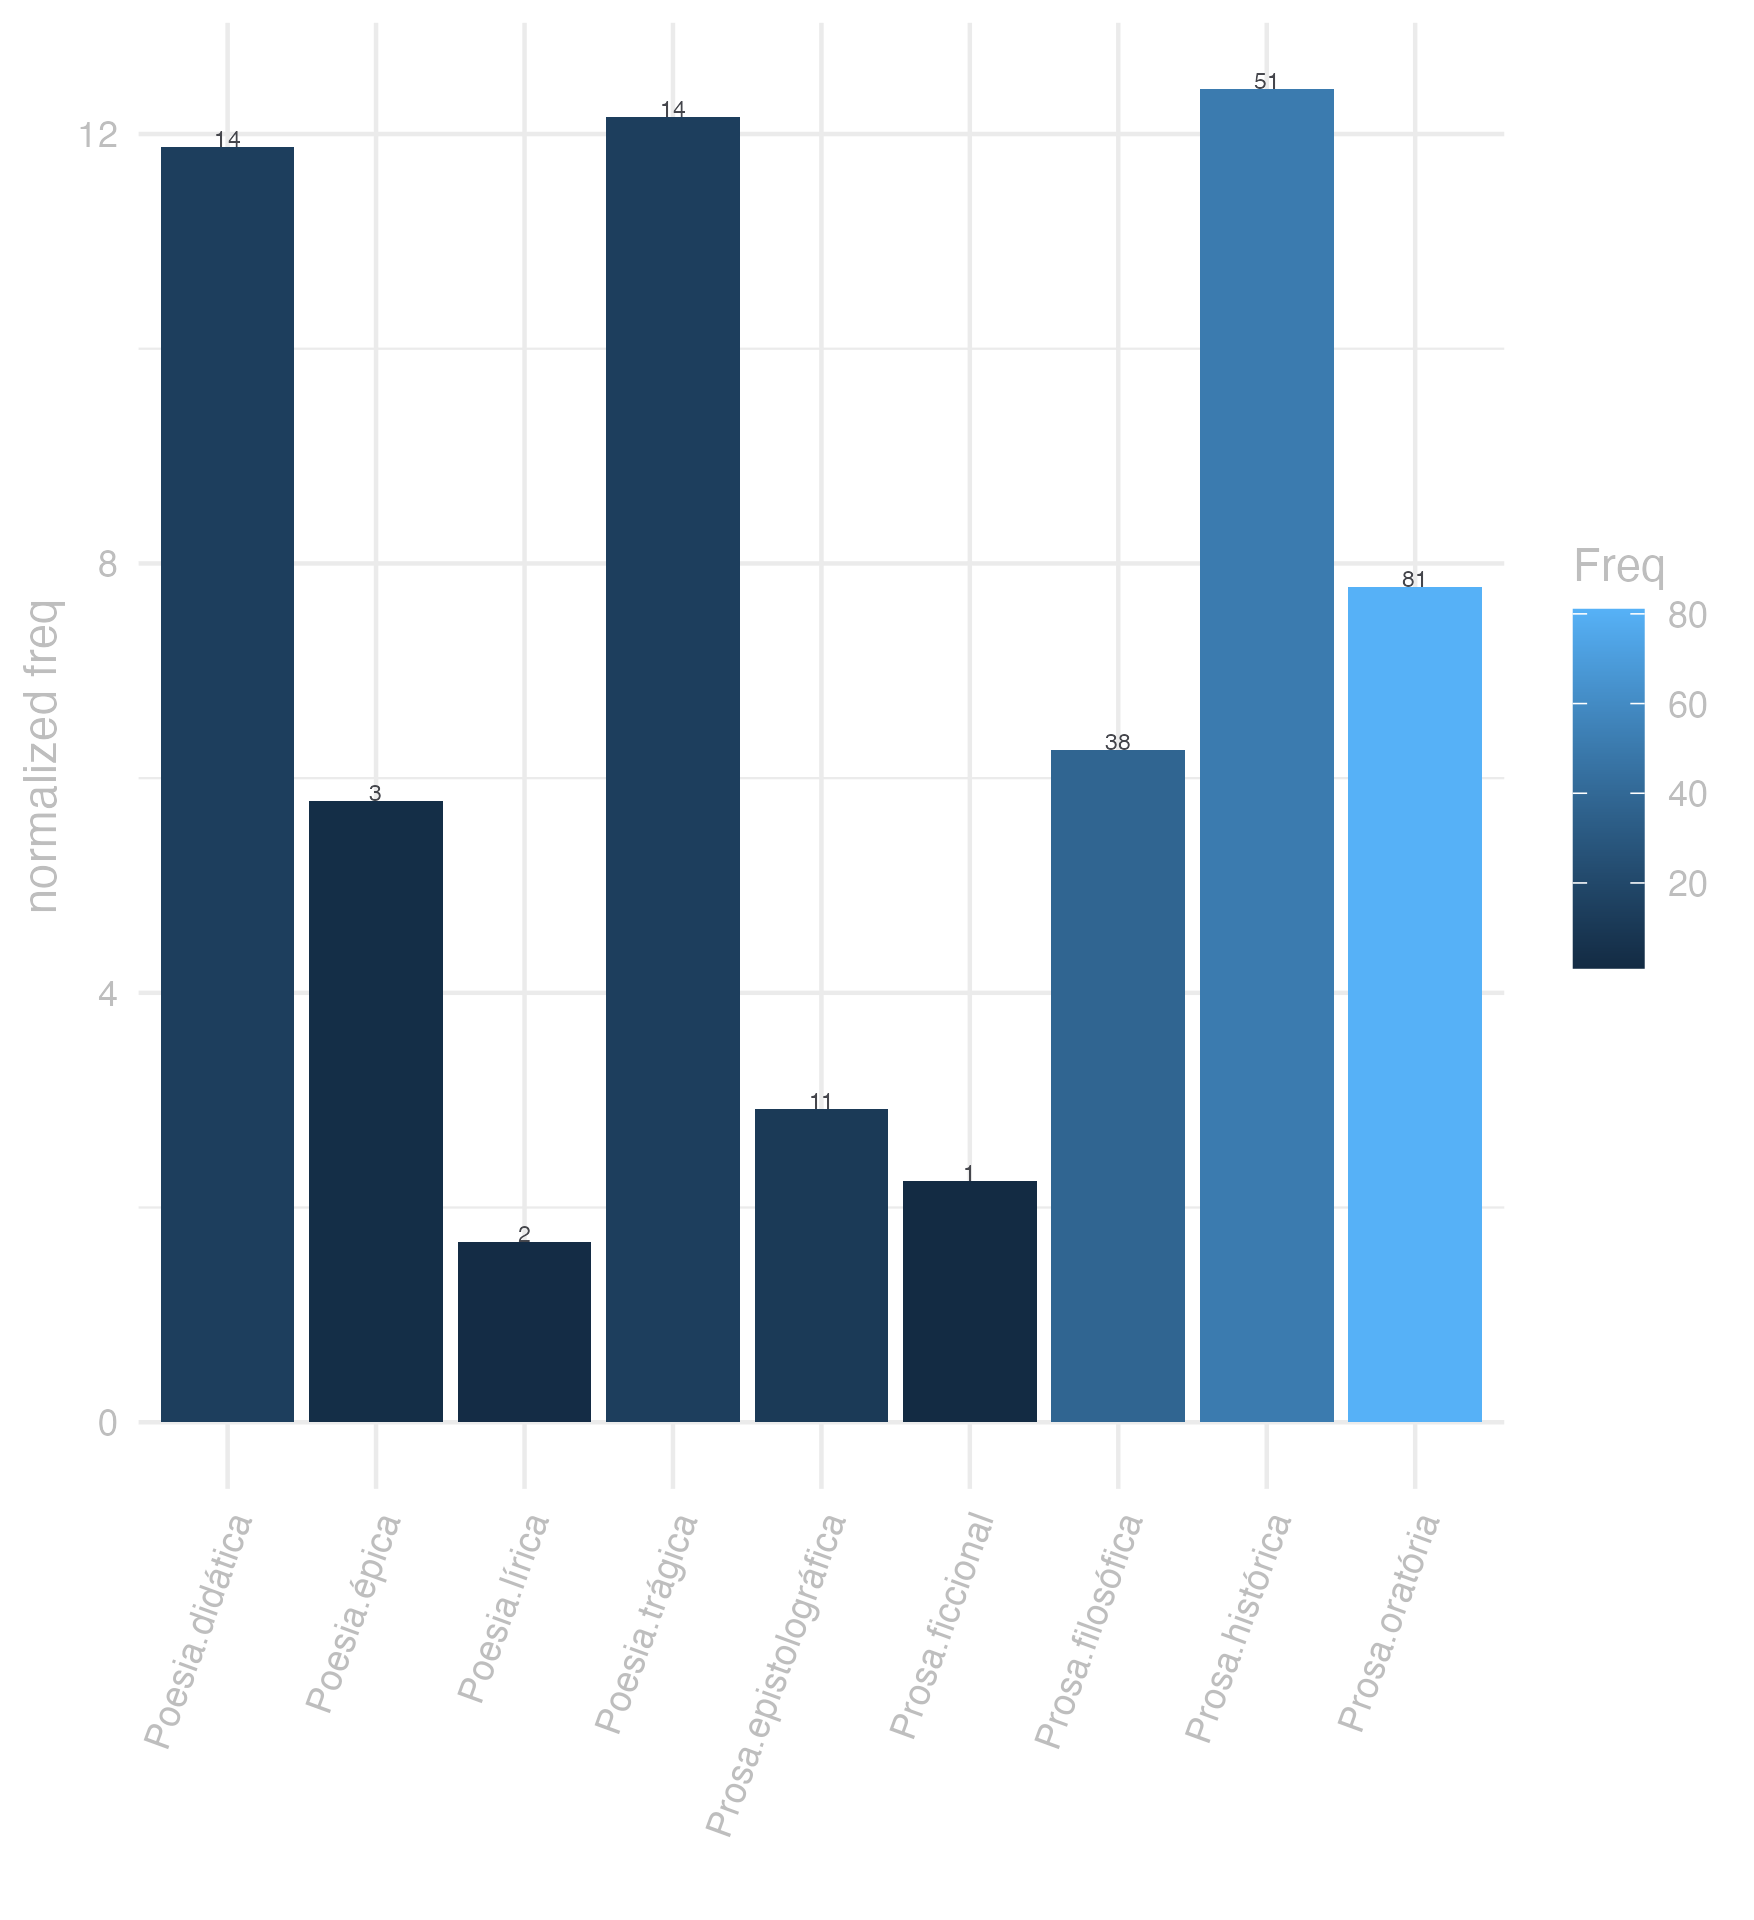 normalized freq
12
8
4
0
14
3
2
14
11
1
38
51
81
Poesia.didática
Poesia.épica
Poesia.lírica
Poesia.trágica
Prosa.epistolográfica
Prosa.ficcional
Prosa.filosófica
Prosa.histórica
Prosa.oratória
Freq
80
60
40
20